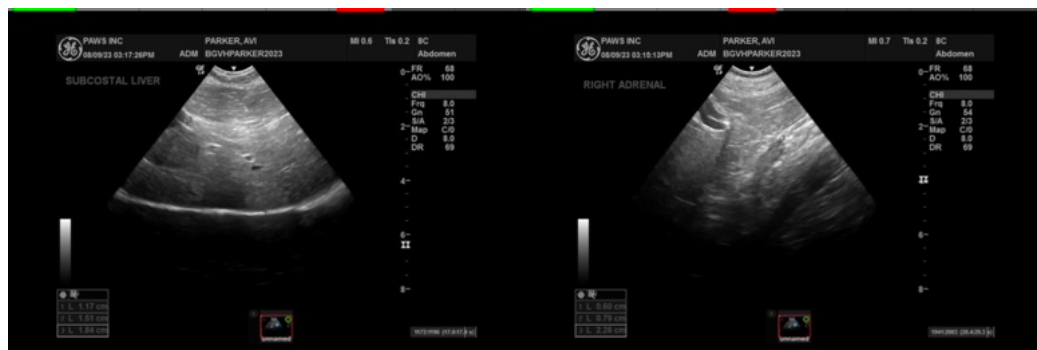 PAWS INC
PARKER, AVI
MI 0.6 TIs 0.2 8C
08/09/23 03:17:26PM
ADM BGVHPARKER2023
Abdomen
SUBCOSTAL LIVER
FR 68
AO% 100
CHI
Frq 8.0
Gn 51
S/A 2/3
Map C/0
D 8.0
DR 69
0
2
4
6
8
1 L 1.17 cm
2 L 1.51 cm
3 L 1.84 cm
unnamed
PAWS INC
PARKER, AVI
MI 0.7 TIs 0.2 8C
08/09/23 03:15:13PM
ADM BGVHPARKER2023
Abdomen
RIGHT ADRENAL
FR 68
AO% 100
CHI
Frq 8.0
Gn 54
S/A 2/3
Map C/0
D 8.0
DR 69
0
2
4
6
8
1 L 0.60 cm
2 L 0.79 cm
3 L 2.28 cm
unnamed